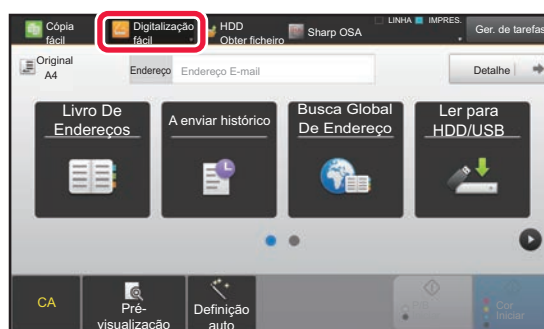 Cópia
fácil
Digitalização
fácil
HDD
Obter ficheiro
Sharp OSA
LINHA
IMPRES.
Ger. de tarefas
Original
A4
Endereço
Endereço E-mail
Detalhe
Livro De
Endereços
A enviar histórico
Busca Global
De Endereço
Ler para
HDD/USB
CA
Pré-
visualização
Definição
auto
Cor
Iniciar